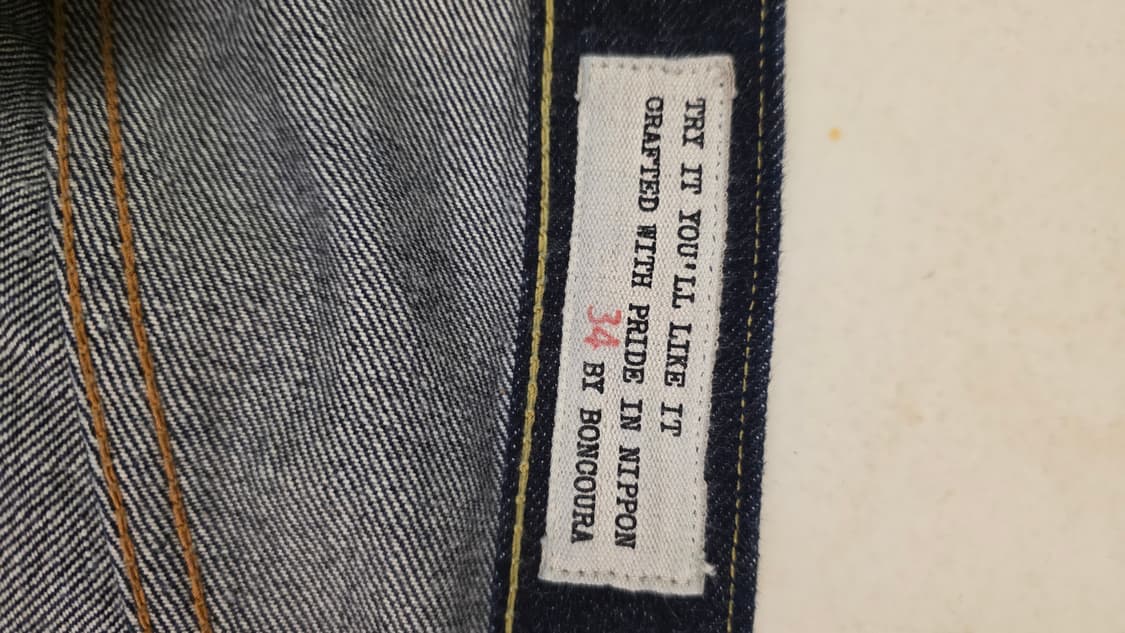 TRY IT YOU'LL LIKE IT
CRAFTED WITH PRIDE IN NIPPON
34 BY BONCOURA